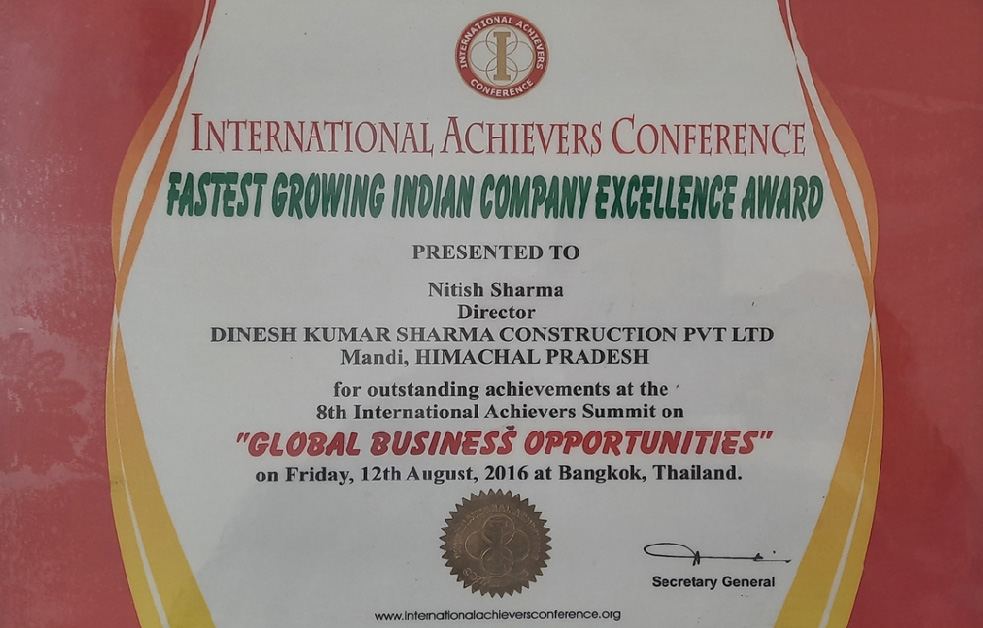 INTERNATIONAL ACHIEVERS
I
CONFERENCE
INTERNATIONAL ACHIEVERS CONFERENCE
FASTEST GROWING INDIAN COMPANY EXCELLENCE AWARD
PRESENTED TO
Nitish Sharma
Director
DINESH KUMAR SHARMA CONSTRUCTION PVT LTD
Mandi, HIMACHAL PRADESH
for outstanding achievements at the
8th International Achievers Summit on
"GLOBAL BUSINESS OPPORTUNITIES"
on Friday, 12th August, 2016 at Bangkok, Thailand.
Secretary General
www.internationalachieversconference.org